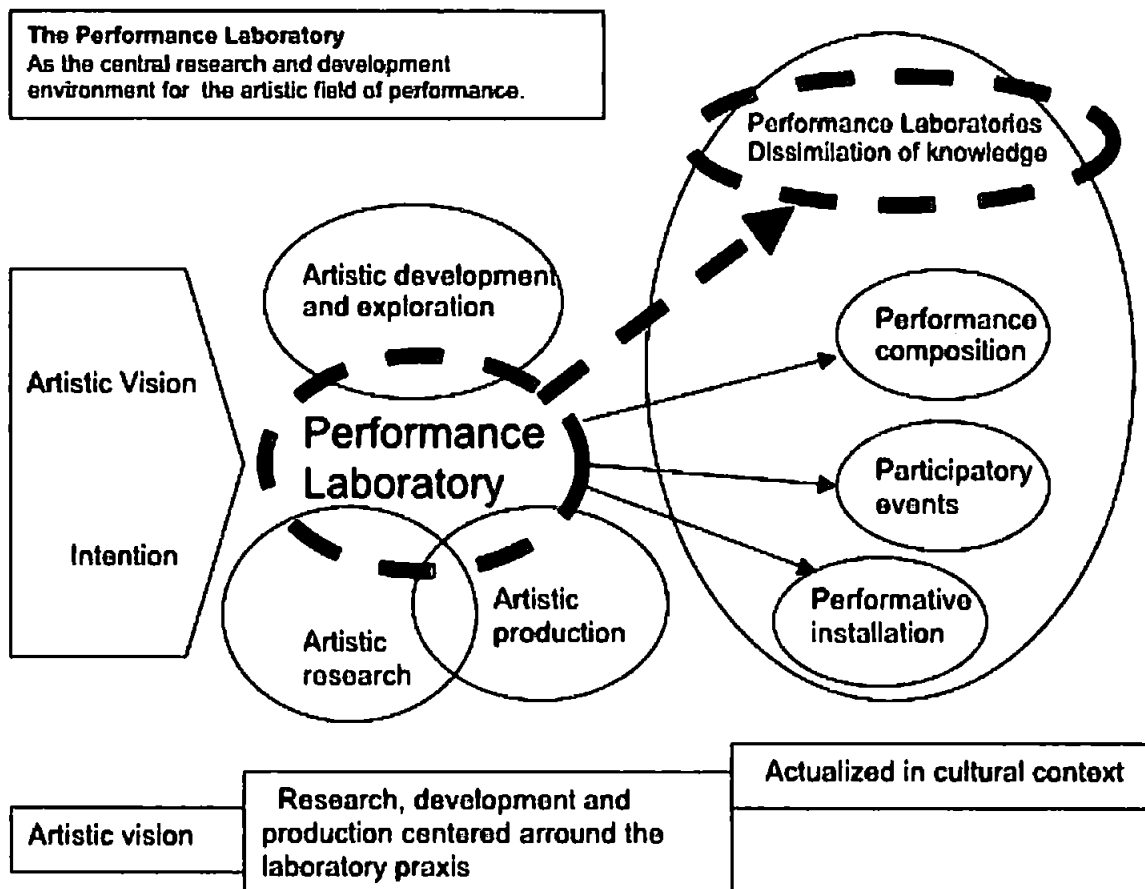 The Performance Laboratory
As the central research and development
environment for the artistic field of performance.
Performance Laboratories
Dissimilation of knowledge
Artistic development
and exploration
Performance
composition
Artistic Vision
Performance
Laboratory
Participatory
events
Intention
Artistic
production
Performative
installation
Artistic
research
Actualized in cultural context
Research, development and
production centered arround the
laboratory praxis
Artistic vision